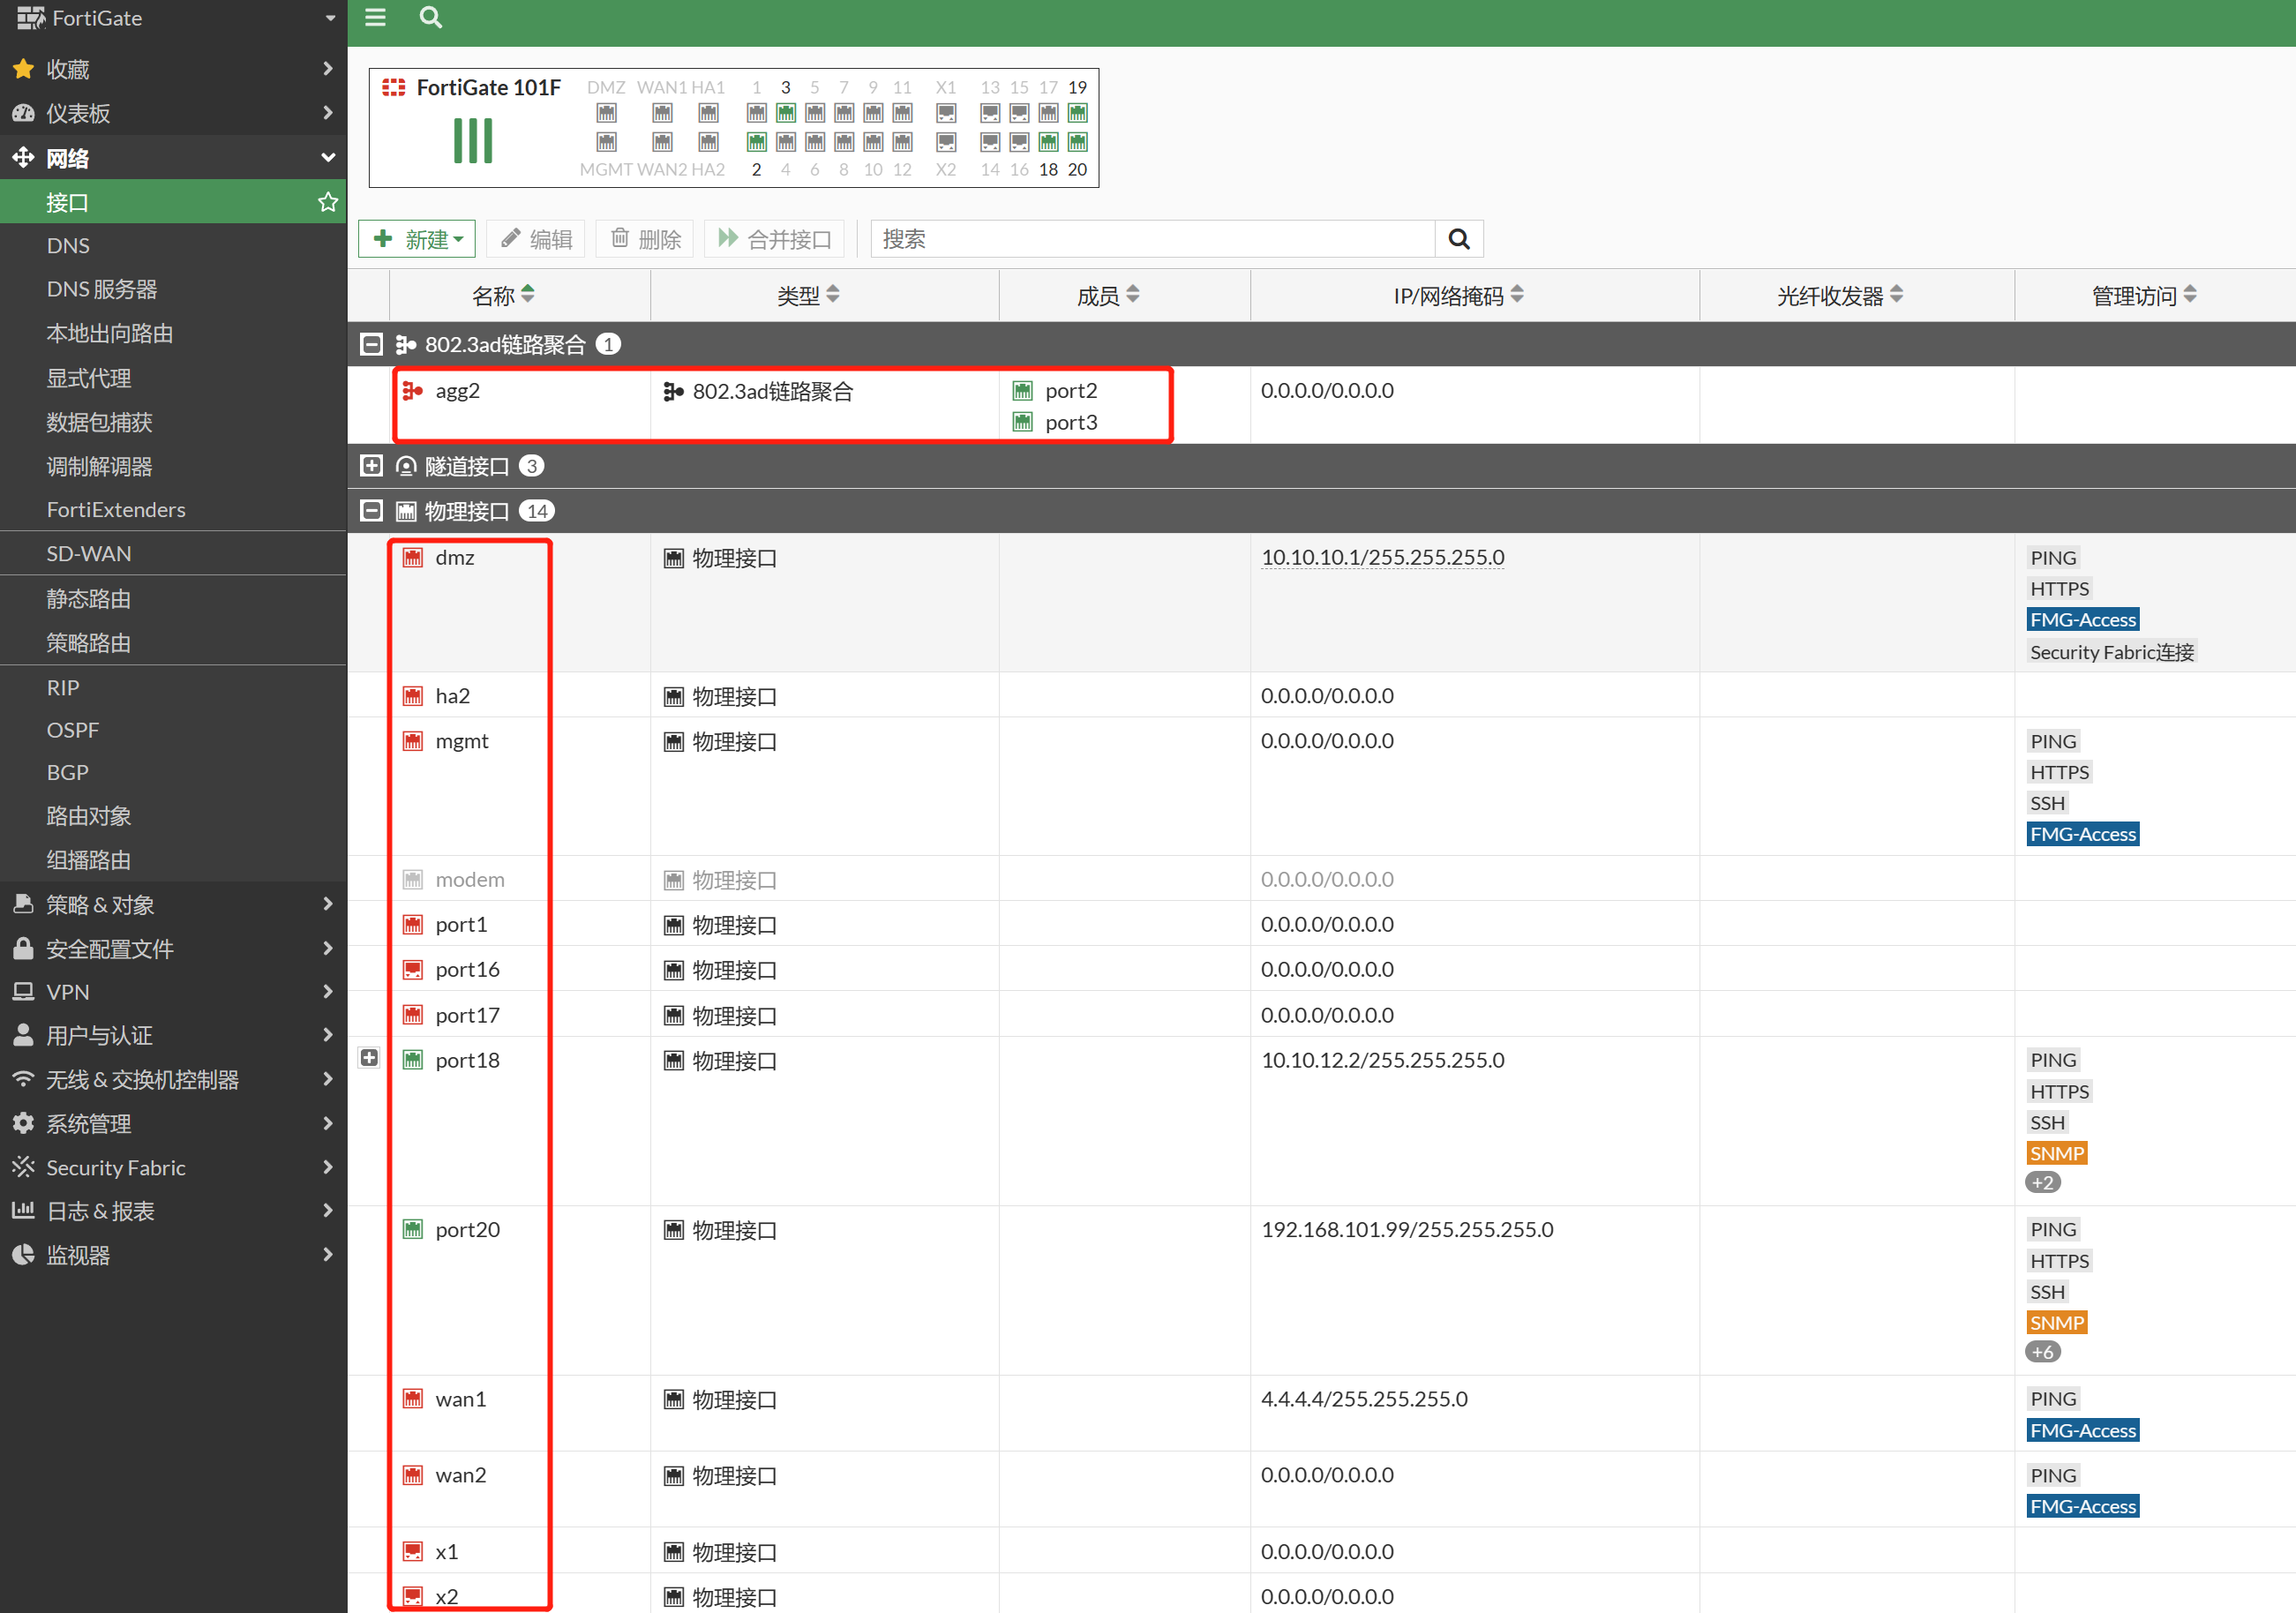 FortiGate
收藏
仪表板
网络
接口
DNS
DNS 服务器
本地出向路由
显式代理
数据包捕获
调制解调器
FortiExtenders
SD-WAN
静态路由
策略路由
RIP
OSPF
BGP
路由对象
组播路由
策略 & 对象
安全配置文件
VPN
用户与认证
无线 & 交换机控制器
系统管理
Security Fabric
日志 & 报表
监视器
FortiGate 101F
DMZ WAN1 HA1 1 3 5 7 9 11 X1 13 15 17 19
MGMT WAN2 HA2 2 4 6 8 10 12 X2 14 16 18 20
新建 编辑 删除 合并接口 搜索
名称 类型 成员 IP/网络掩码 光纤收发器 管理访问
802.3ad链路聚合 1
agg2 802.3ad链路聚合 port2 0.0.0.0/0.0.0.0
port3
隧道接口 3
物理接口 14
dmz 物理接口 10.10.10.1/255.255.255.0 PING
HTTPS
FMG-Access
Security Fabric连接
ha2 物理接口 0.0.0.0/0.0.0.0
mgmt 物理接口 0.0.0.0/0.0.0.0 PING
HTTPS
SSH
FMG-Access
modem 物理接口 0.0.0.0/0.0.0.0
port1 物理接口 0.0.0.0/0.0.0.0
port16 物理接口 0.0.0.0/0.0.0.0
port17 物理接口 0.0.0.0/0.0.0.0
port18 物理接口 10.10.12.2/255.255.255.0 PING
HTTPS
SSH
SNMP
+2
port20 物理接口 192.168.101.99/255.255.255.0 PING
HTTPS
SSH
SNMP
+6
wan1 物理接口 4.4.4.4/255.255.255.0 PING
FMG-Access
wan2 物理接口 0.0.0.0/0.0.0.0 PING
FMG-Access
x1 物理接口 0.0.0.0/0.0.0.0
x2 物理接口 0.0.0.0/0.0.0.0